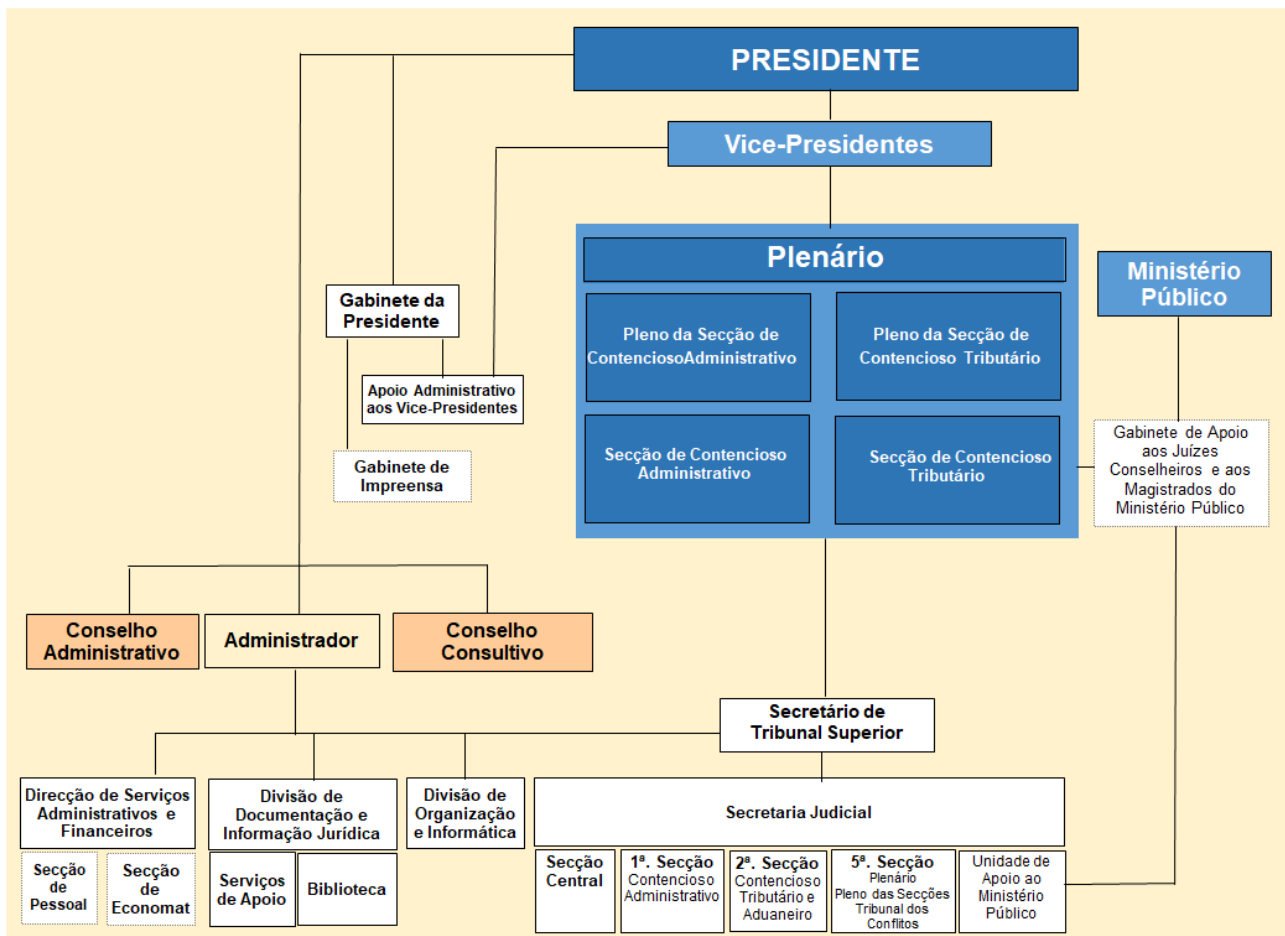 PRESIDENTE
Vice-Presidentes
Plenário
Ministério
Público
Gabinete da
Presidente
Pleno da Secção de
ContenciosoAdministrativo
Pleno da Secção de
Contencioso Tributário
Apoio Administrativo
aos Vice-Presidentes
Gabinete de
Impreensa
Secção de Contencioso
Administrativo
Secção de Contencioso
Tributário
Gabinete de Apoio
aos Juízes
Conselheiros e aos
Magistrados do
Ministério Público
Conselho
Administrativo
Administrador
Conselho
Consultivo
Secretário de
Tribunal Superior
Direcção de Serviços
Administrativos e
Financeiros
Divisão de
Documentação e
Informação Jurídica
Divisão de
Organização
e Informática
Secretaria Judicial
Secção
de
Pessoal
Secção
de
Economat
Serviços
de Apoio
Biblioteca
Secção
Central
1ª. Secção
Contencioso
Administrativo
2ª. Secção
Contencioso
Tributário e
Aduaneiro
5ª. Secção
Plenário
Pleno das Secções
Tribunal dos
Conflitos
Unidade de
Apoio ao
Ministério
Público